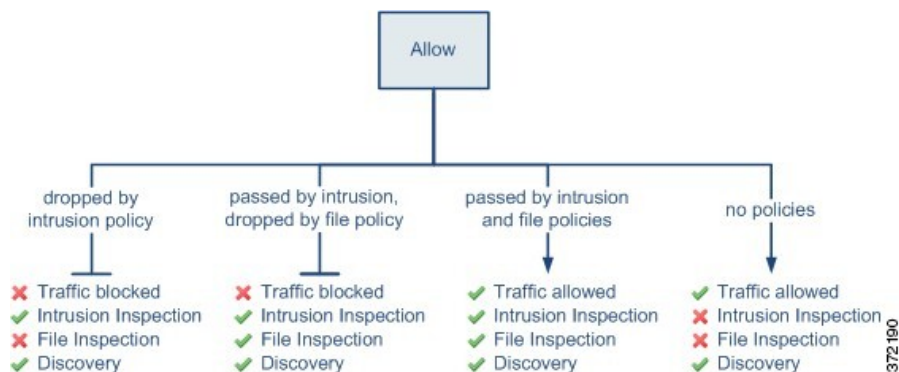 Allow
dropped by
intrusion policy
passed by intrusion,
dropped by file policy
passed by intrusion
and file policies
no policies
Traffic blocked
Intrusion Inspection
File Inspection
Discovery
Traffic blocked
Intrusion Inspection
File Inspection
Discovery
Traffic allowed
Intrusion Inspection
File Inspection
Discovery
Traffic allowed
Intrusion Inspection
File Inspection
Discovery
372190